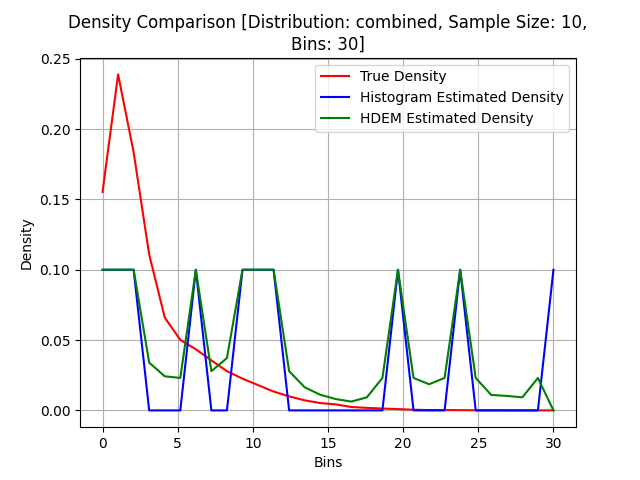 Density Comparison [Distribution: combined, Sample Size: 10,
Bins: 30]
True Density
Histogram Estimated Density
HDEM Estimated Density
Density
0.25
0.20
0.15
0.10
0.05
0.00
0 5 10 15 20 25 30
Bins